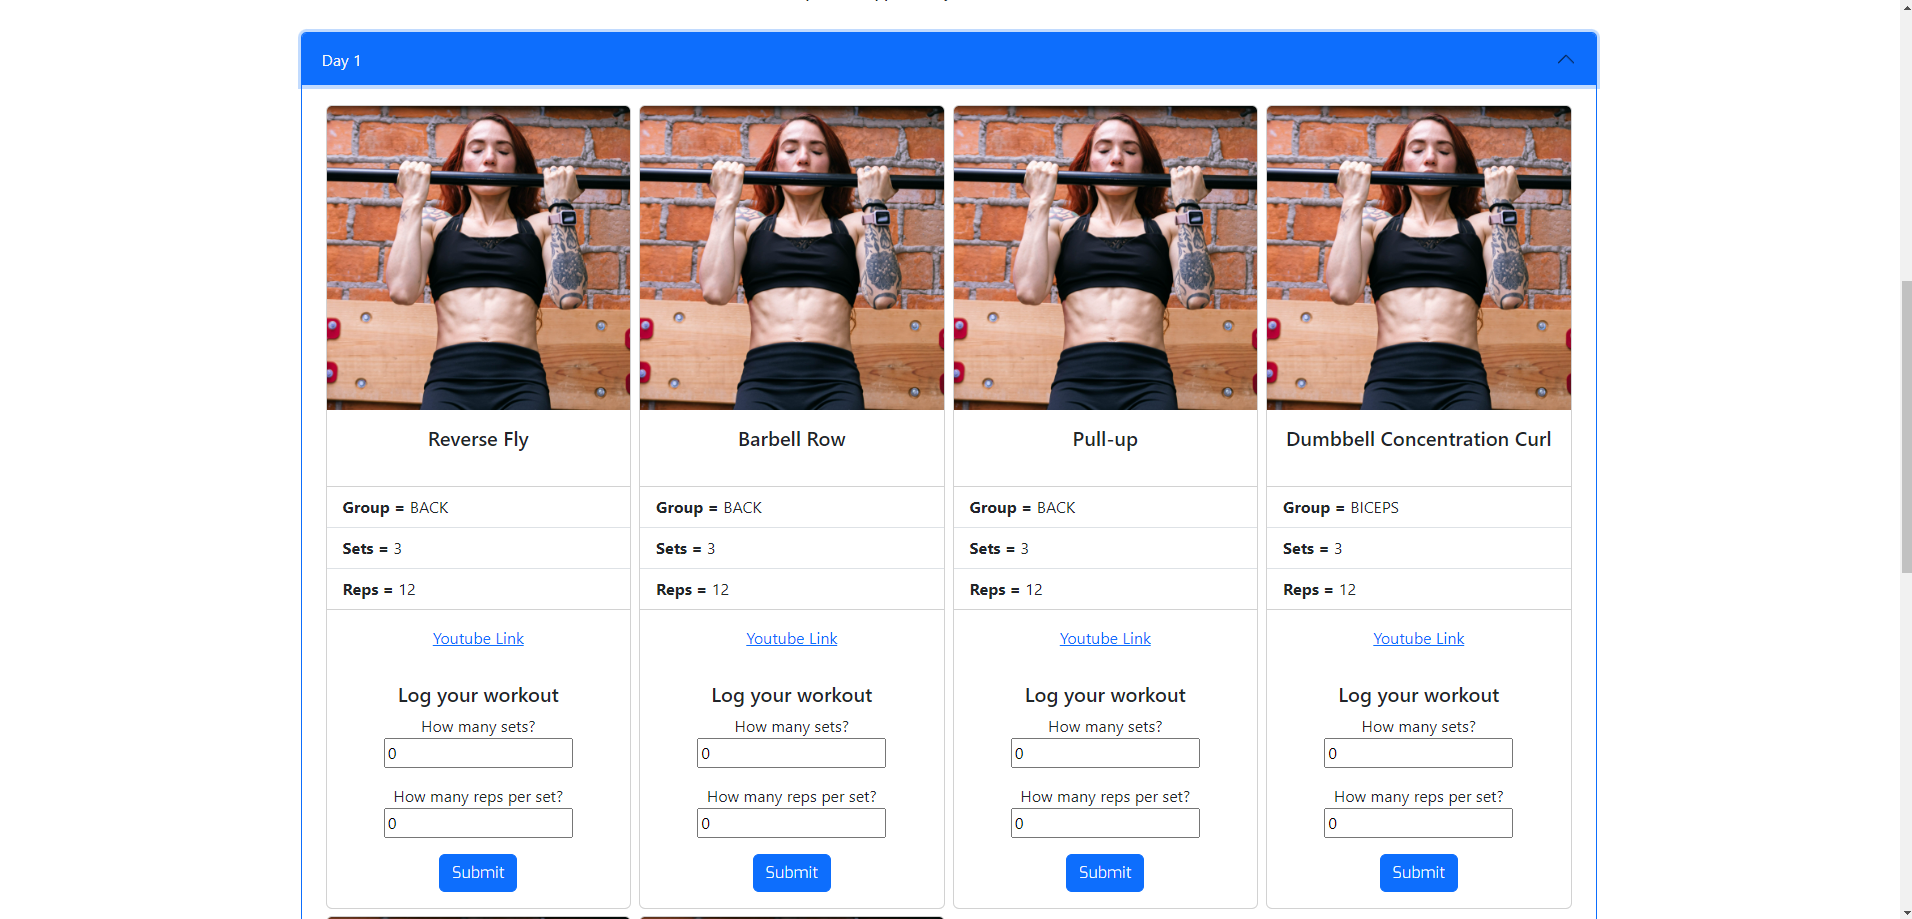 Day 1
Reverse Fly
Group = BACK
Sets = 3
Reps = 12
Youtube Link
Log your workout
How many sets?
0
How many reps per set?
0
Submit
Barbell Row
Group = BACK
Sets = 3
Reps = 12
Youtube Link
Log your workout
How many sets?
0
How many reps per set?
0
Submit
Pull-up
Group = BACK
Sets = 3
Reps = 12
Youtube Link
Log your workout
How many sets?
0
How many reps per set?
0
Submit
Dumbbell Concentration Curl
Group = BICEPS
Sets = 3
Reps = 12
Youtube Link
Log your workout
How many sets?
0
How many reps per set?
0
Submit